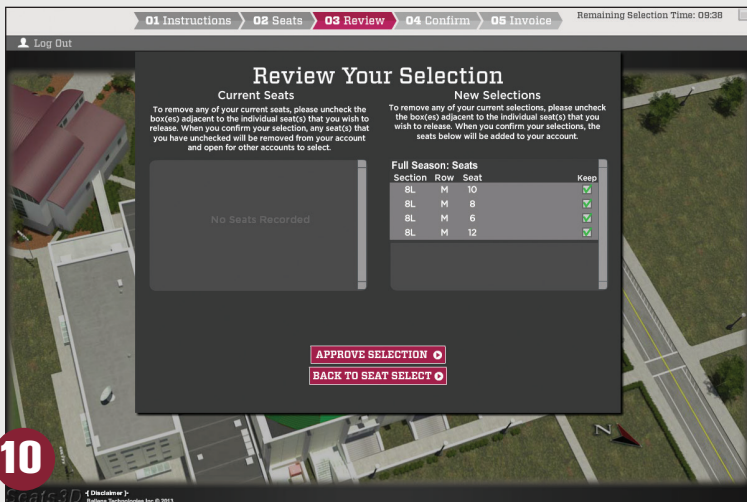 01 Instructions 02 Seats 03 Review 04 Confirm 05 Invoice
Remaining Selection Time: 09:38
Log Out
Review Your Selection
Current Seats
To remove any of your current seats, please uncheck the
box(es) adjacent to the individual seat(s) that you wish to
release. When you confirm your selection, any seat(s) that
you have unchecked will be removed from your account
and open for other accounts to select.
No Seats Recorded
New Selections
To remove any of your current selections, please uncheck
the box(es) adjacent to the individual seat(s) that you
wish to release. When you confirm your selections, the
seats below will be added to your account.
Full Season: Seats
Section Row Seat Keep
8L M 10
8L M 8
8L M 6
8L M 12
APPROVE SELECTION
BACK TO SEAT SELECT
N
10
Seats3D
-[ Disclaimer ]-
Ballena Technologies Inc © 2013